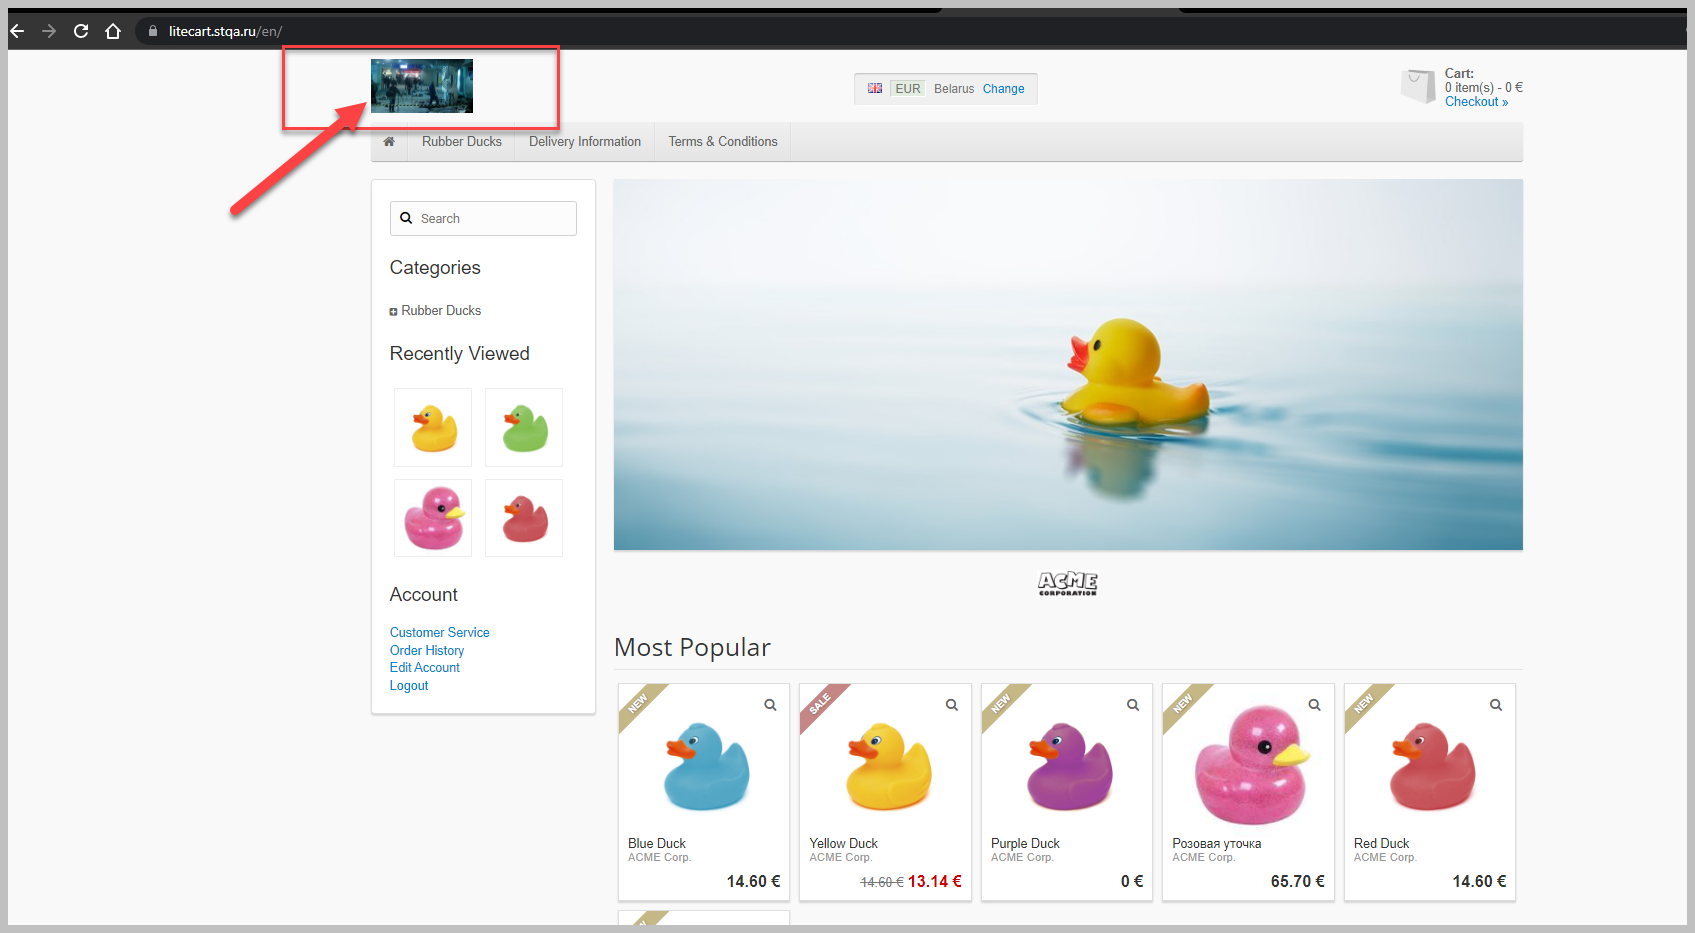 litecart.stqa.ru/en/
EUR Belarus Change
Cart:
0 item(s) - 0 €
Checkout »
Rubber Ducks Delivery Information Terms & Conditions
Search
Categories
Rubber Ducks
Recently Viewed
Account
Customer Service
Order History
Edit Account
Logout
ACME
CORPORATION
Most Popular
NEW
Blue Duck
ACME Corp.
14.60 €
SALE
Yellow Duck
ACME Corp.
14.60 € 13.14 €
NEW
Purple Duck
ACME Corp.
0 €
NEW
Розовая уточка
ACME Corp.
65.70 €
NEW
Red Duck
ACME Corp.
14.60 €